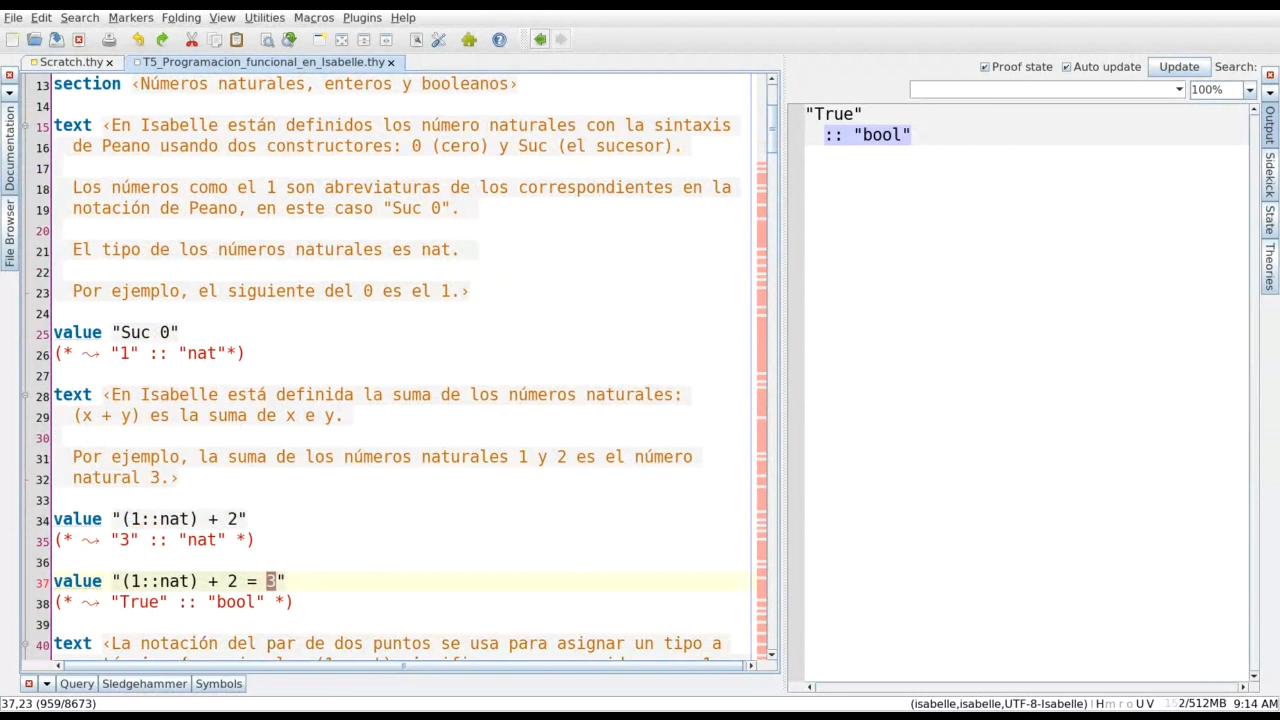 File Edit Search Markers Folding View Utilities Macros Plugins Help
Scratch.thy
T5_Programacion_funcional_en_Isabelle.thy
Proof state
Auto update
Update
Search:
100%
Documentation
File Browser
13 section ‹Números naturales, enteros y booleanos›
14
15 text ‹En Isabelle están definidos los número naturales con la sintaxis
16 de Peano usando dos constructores: 0 (cero) y Suc (el sucesor).
17
18 Los números como el 1 son abreviaturas de los correspondientes en la
19 notación de Peano, en este caso "Suc 0".
20
21 El tipo de los números naturales es nat.
22
23 Por ejemplo, el siguiente del 0 es el 1.›
24
25 value "Suc 0"
26 (* ⤳ "1" :: "nat"*)
27
28 text ‹En Isabelle está definida la suma de los números naturales:
29 (x + y) es la suma de x e y.
30
31 Por ejemplo, la suma de los números naturales 1 y 2 es el número
32 natural 3.›
33
34 value "(1::nat) + 2"
35 (* ⤳ "3" :: "nat" *)
36
37 value "(1::nat) + 2 = 3"
38 (* ⤳ "True" :: "bool" *)
39
40 text ‹La notación del par de dos puntos se usa para asignar un tipo a
"True"
:: "bool"
Output
Sidekick
State
Theories
Query Sledgehammer Symbols
37,23 (959/8673)
(isabelle,isabelle,UTF-8-Isabelle) | H m r o U V
2/512MB
9:14 AM